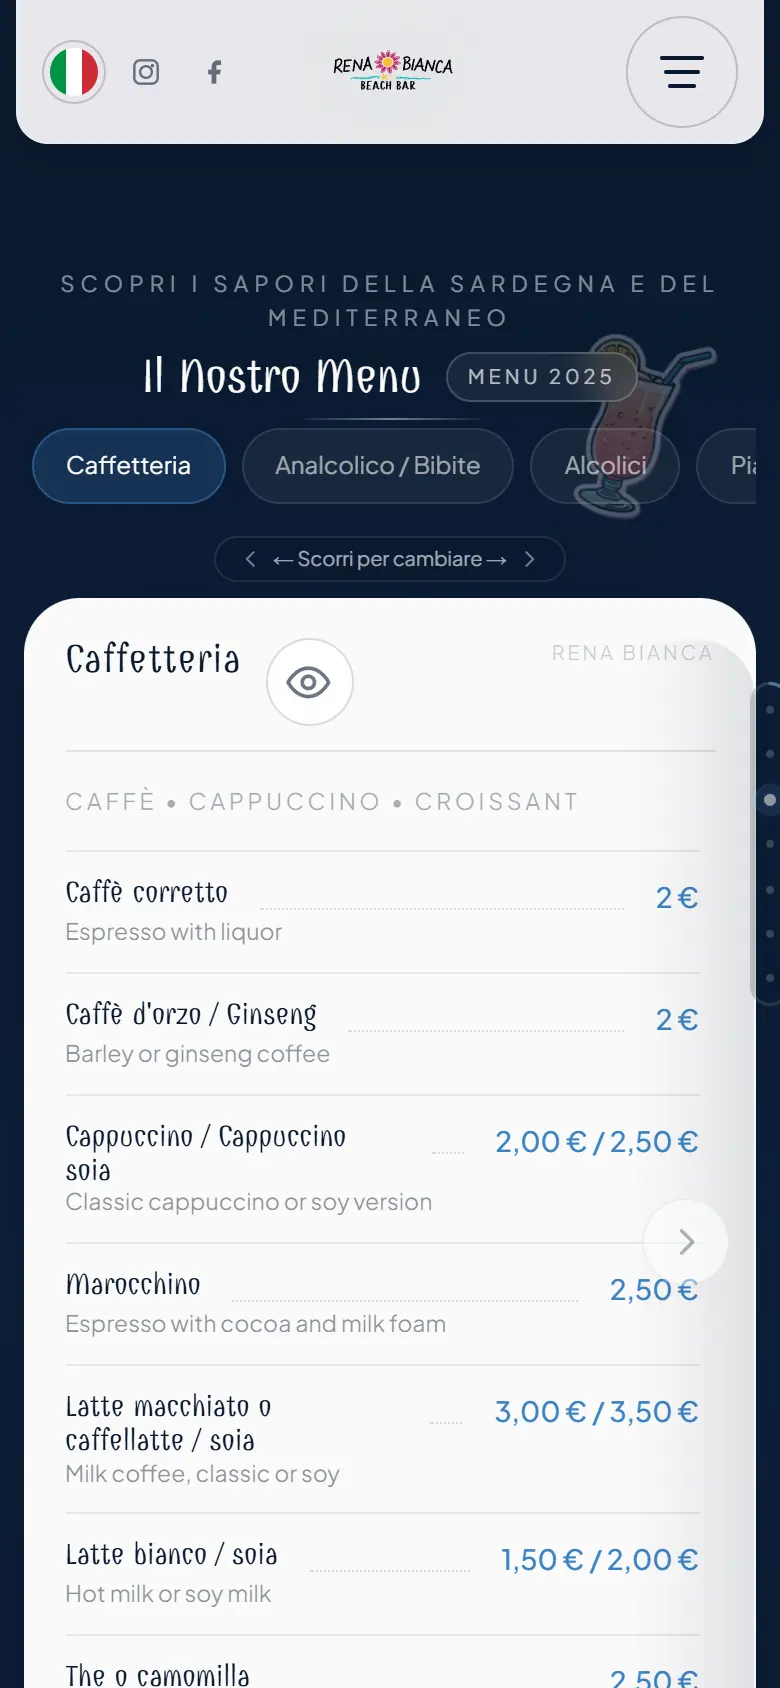 RENA BIANCA
BEACH BAR
SCOPRI I SAPORI DELLA SARDEGNA E DEL
MEDITERRANEO
Il Nostro Menu MENU 2025
Caffetteria Analcolico / Bibite Alcolici Pia
← Scorri per cambiare →
Caffetteria RENA BIANCA
CAFFÈ • CAPPUCCINO • CROISSANT
Caffè corretto 2 €
Espresso with liquor
Caffè d'orzo / Ginseng 2 €
Barley or ginseng coffee
Cappuccino / Cappuccino 2,00 € / 2,50 €
soia
Classic cappuccino or soy version
Marocchino 2,50 €
Espresso with cocoa and milk foam
Latte macchiato o 3,00 € / 3,50 €
caffellatte / soia
Milk coffee, classic or soy
Latte bianco / soia 1,50 € / 2,00 €
Hot milk or soy milk
The o camomilla 2,50 €